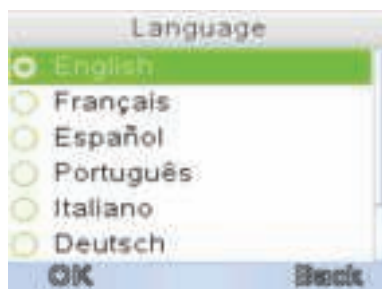 Language
English
Français
Español
Português
Italiano
Deutsch
OK Back